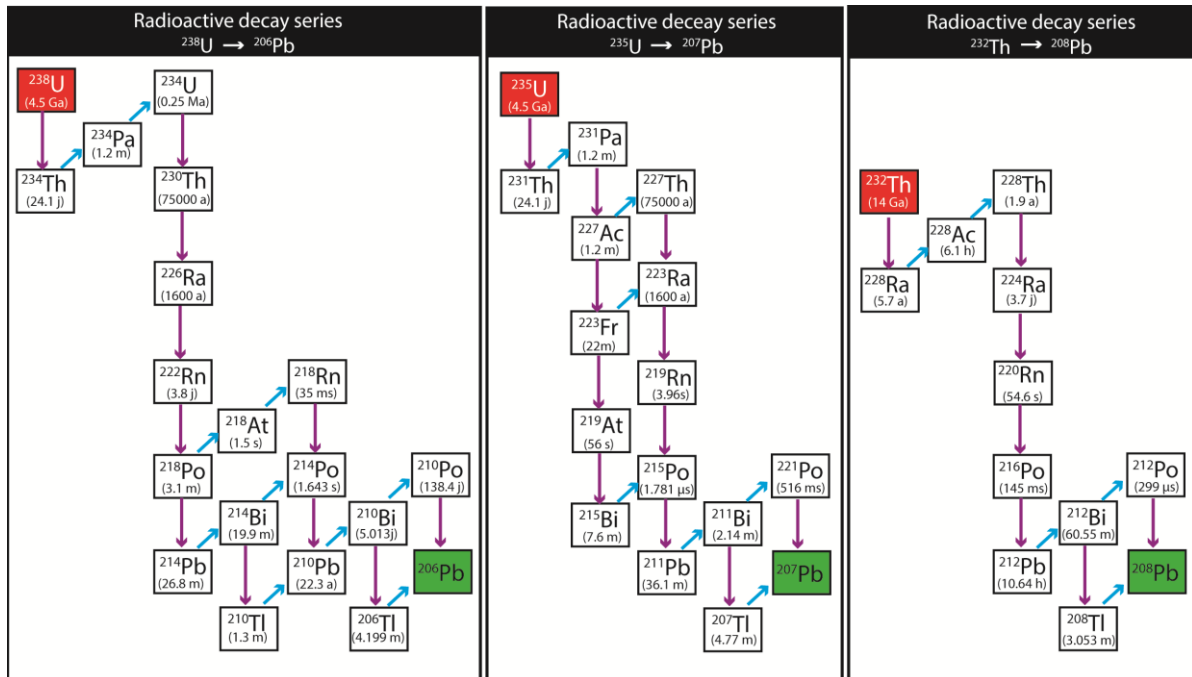 Radioactive decay series
²³⁸U → ²⁰⁶Pb
²³⁸U
(4.5 Ga)
²³⁴U
(0.25 Ma)
²³⁴Pa
(1.2 m)
²³⁴Th
(24.1 j)
²³⁰Th
(75000 a)
²²⁶Ra
(1600 a)
²²²Rn
(3.8 j)
²¹⁸Rn
(35 ms)
²¹⁸At
(1.5 s)
²¹⁸Po
(3.1 m)
²¹⁴Po
(1.643 s)
²¹⁰Po
(138.4 j)
²¹⁴Bi
(19.9 m)
²¹⁰Bi
(5.013j)
²¹⁴Pb
(26.8 m)
²¹⁰Pb
(22.3 a)
²⁰⁶Pb
²¹⁰Tl
(1.3 m)
²⁰⁶Tl
(4.199 m)
Radioactive deceay series
²³⁵U → ²⁰⁷Pb
²³⁵U
(4.5 Ga)
²³¹Pa
(1.2 m)
²³¹Th
(24.1 j)
²²⁷Th
(75000 a)
²²⁷Ac
(1.2 m)
²²³Ra
(1600 a)
²²³Fr
(22m)
²¹⁹Rn
(3.96s)
²¹⁹At
(56 s)
²¹⁵Po
(1.781 µs)
²²¹Po
(516 ms)
²¹⁵Bi
(7.6 m)
²¹¹Bi
(2.14 m)
²¹¹Pb
(36.1 m)
²⁰⁷Pb
²⁰⁷Tl
(4.77 m)
Radioactive decay series
²³²Th → ²⁰⁸Pb
²³²Th
(14 Ga)
²²⁸Th
(1.9 a)
²²⁸Ac
(6.1 h)
²²⁸Ra
(5.7 a)
²²⁴Ra
(3.7 j)
²²⁰Rn
(54.6 s)
²¹⁶Po
(145 ms)
²¹²Po
(299 µs)
²¹²Bi
(60.55 m)
²¹²Pb
(10.64 h)
²⁰⁸Pb
²⁰⁸Tl
(3.053 m)